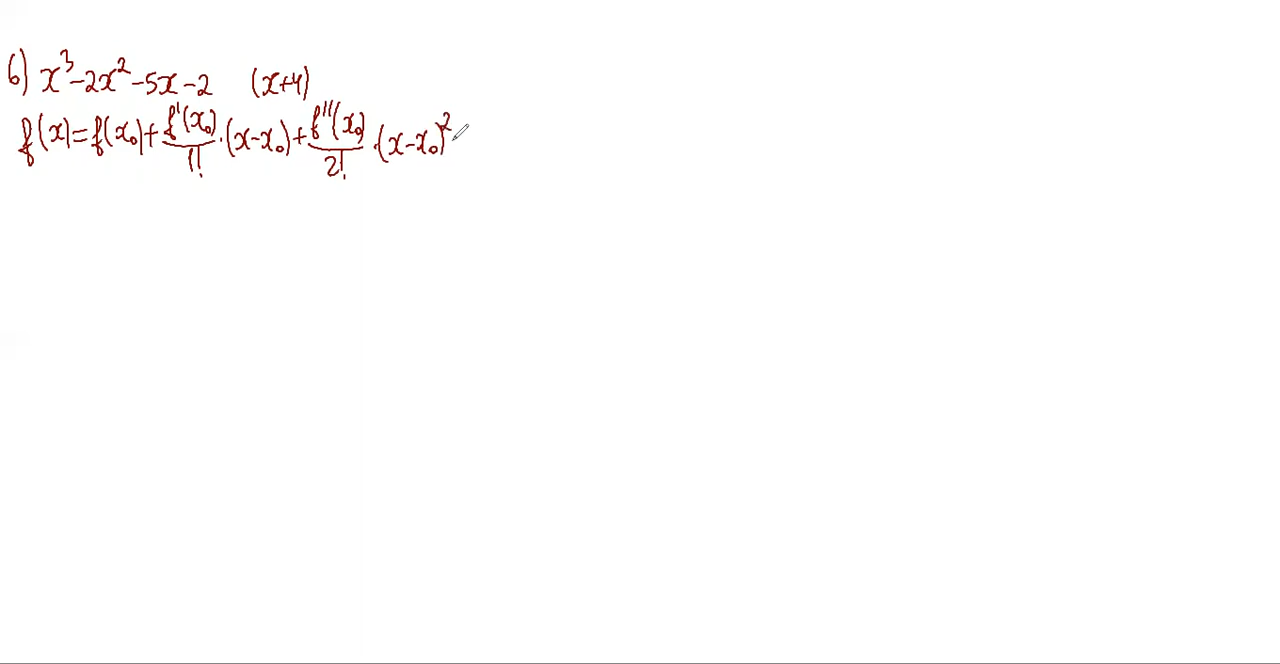 6) x³-2x²-5x-2 (x+4)
f(x)=f(x₀)+f'(x₀)/1!·(x-x₀)+f''(x₀)/2!·(x-x₀)²